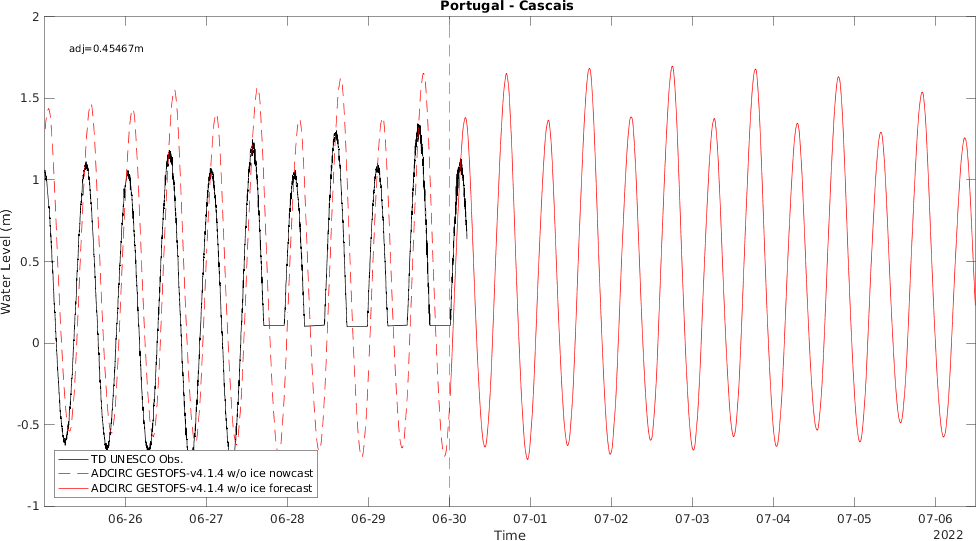 Portugal - Cascais
adj=0.45467m
Water Level (m)
2
1.5
1
0.5
0
-0.5
-1
TD UNESCO Obs.
ADCIRC GESTOFS-v4.1.4 w/o ice nowcast
ADCIRC GESTOFS-v4.1.4 w/o ice forecast
06-26 06-27 06-28 06-29 06-30 07-01 07-02 07-03 07-04 07-05 07-06
Time
2022